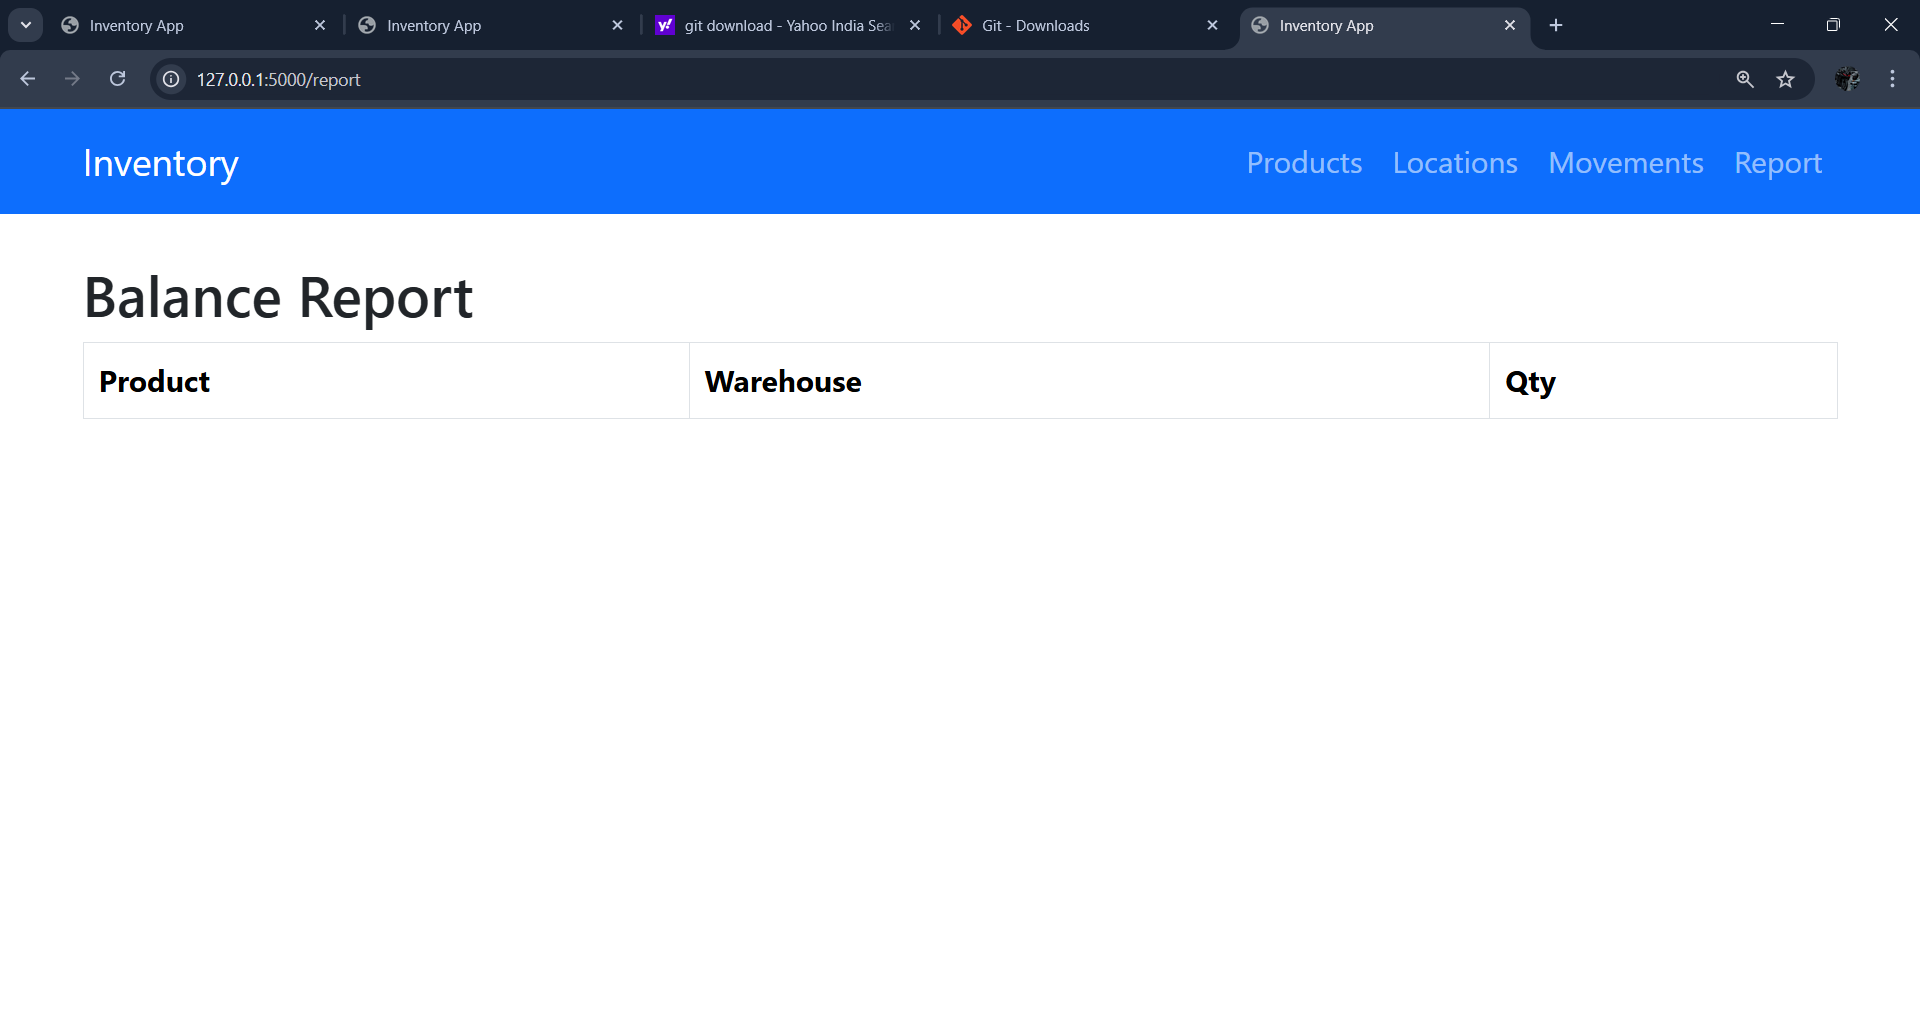 Inventory App
Inventory App
git download - Yahoo India Sea
Git - Downloads
Inventory App
127.0.0.1:5000/report
Inventory
Products Locations Movements Report
Balance Report
Product Warehouse Qty